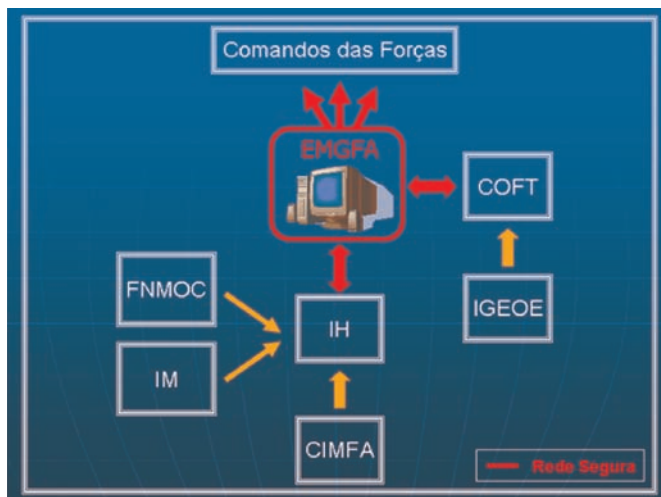 Comandos das Forças
EMGFA
COFT
FNMOC
IGEOE
IH
IM
CIMFA
Rede Segura